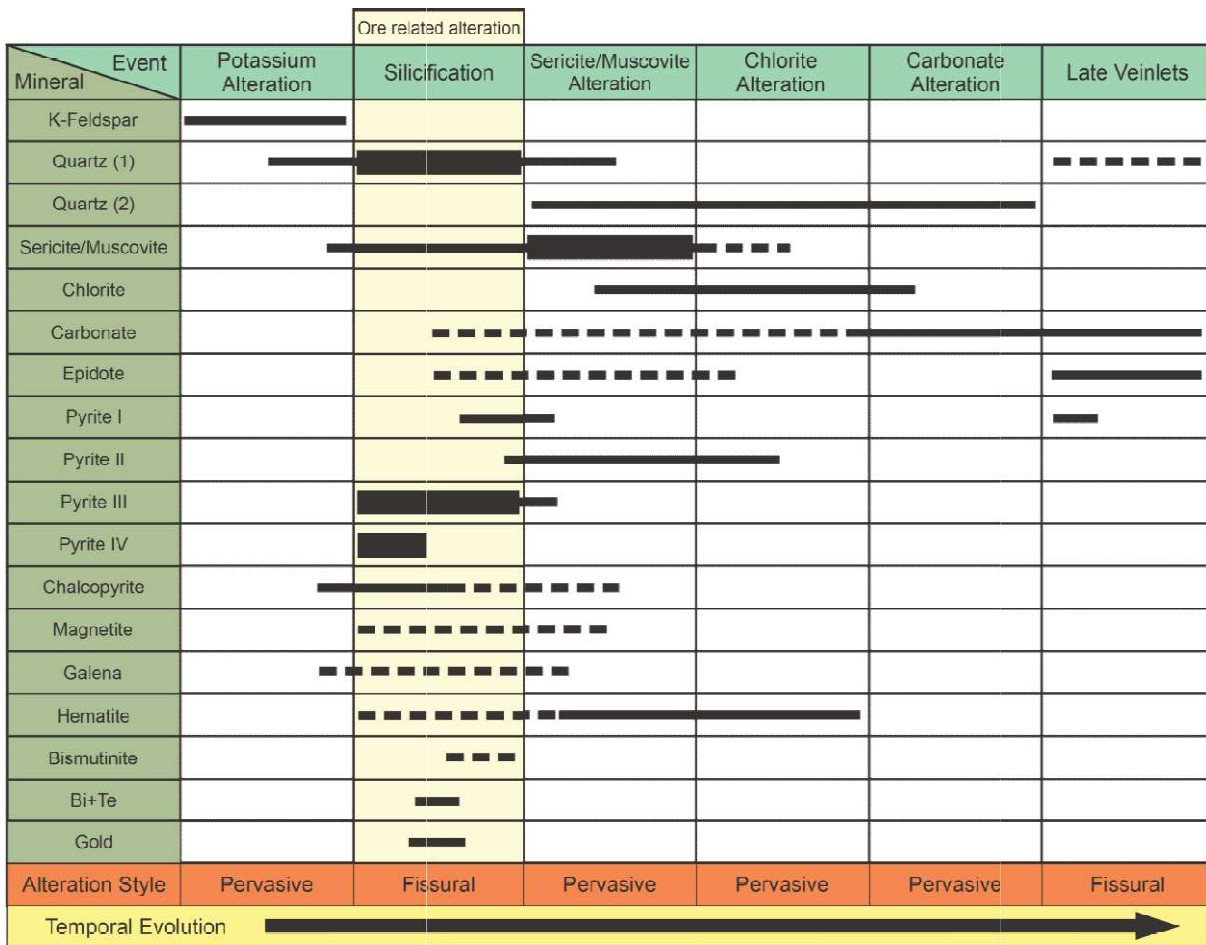 Ore related alteration
Event
Mineral
Potassium
Alteration
Silicification
Sericite/Muscovite
Alteration
Chlorite
Alteration
Carbonate
Alteration
Late Veinlets
K-Feldspar
Quartz (1)
Quartz (2)
Sericite/Muscovite
Chlorite
Carbonate
Epidote
Pyrite I
Pyrite II
Pyrite III
Pyrite IV
Chalcopyrite
Magnetite
Galena
Hematite
Bismutinite
Bi+Te
Gold
Alteration Style
Pervasive
Fissural
Pervasive
Pervasive
Pervasive
Fissural
Temporal Evolution